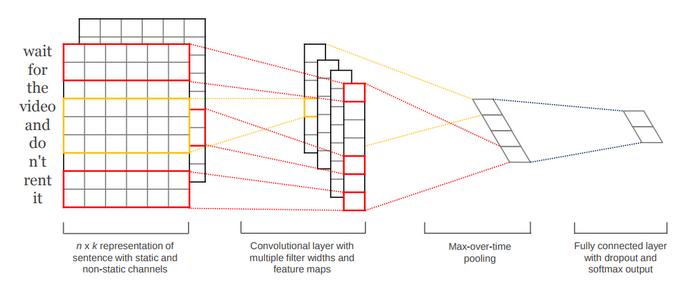 wait
for
the
video
and
do
n't
rent
it
n x k representation of
sentence with static and
non-static channels
Convolutional layer with
multiple filter widths and
feature maps
Max-over-time
pooling
Fully connected layer
with dropout and
softmax output